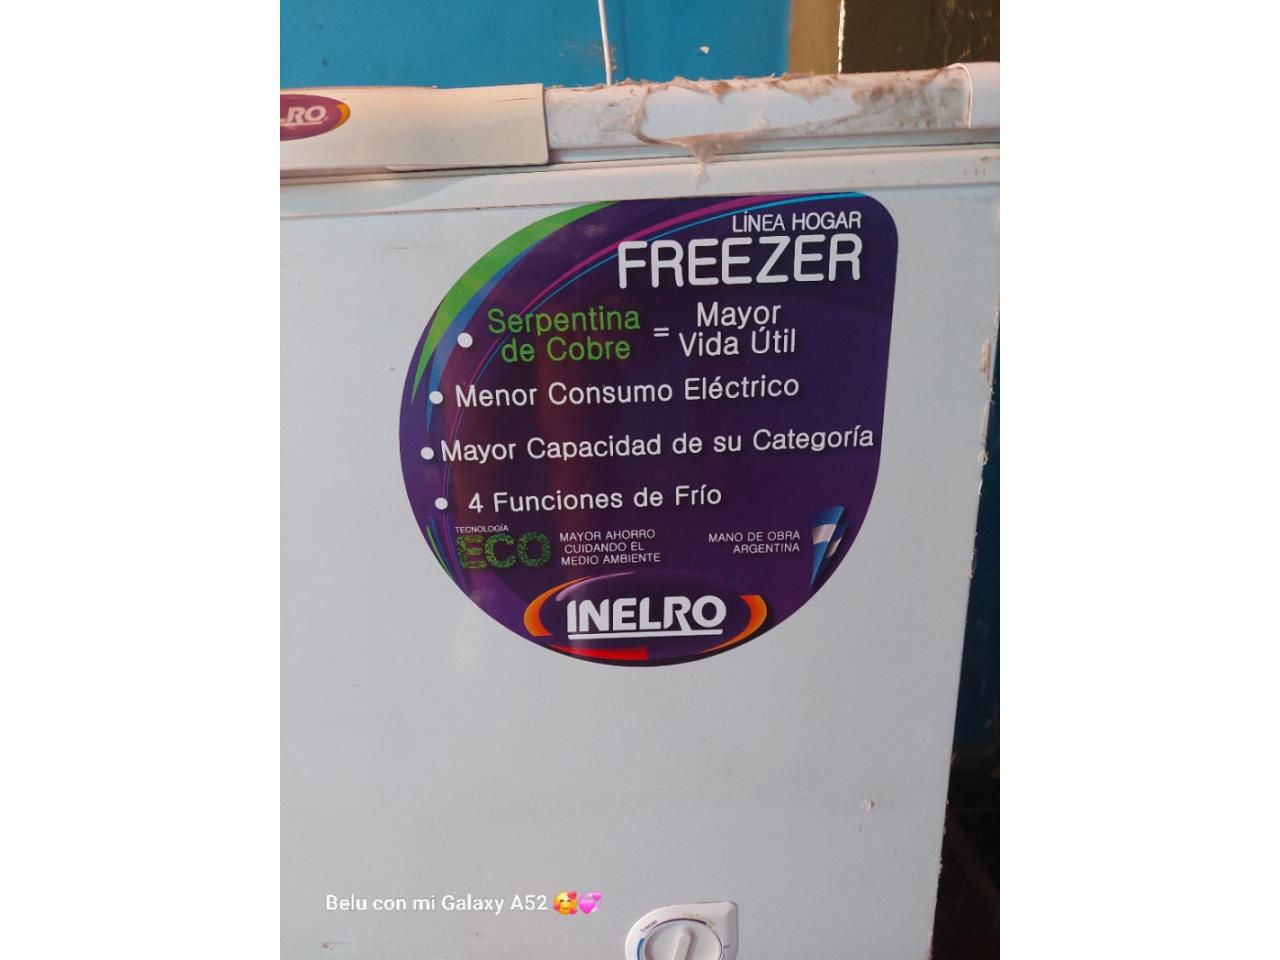 LRO
LÍNEA HOGAR
FREEZER
• Serpentina de Cobre = Mayor Vida Útil
• Menor Consumo Eléctrico
• Mayor Capacidad de su Categoría
• 4 Funciones de Frío
TECNOLOGÍA
ECO
MAYOR AHORRO
CUIDANDO EL
MEDIO AMBIENTE
MANO DE OBRA
ARGENTINA
INELRO
Belu con mi Galaxy A52 🥰💞